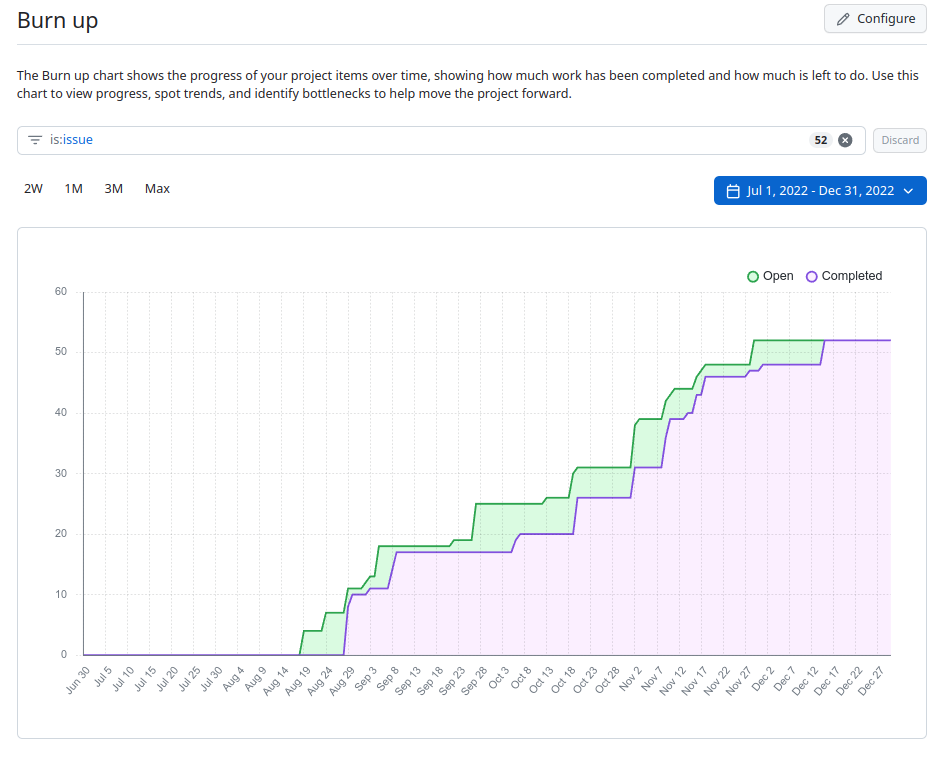 Burn up
Configure
The Burn up chart shows the progress of your project items over time, showing how much work has been completed and how much is left to do. Use this
chart to view progress, spot trends, and identify bottlenecks to help move the project forward.
is:issue 52 Discard
2W 1M 3M Max
Jul 1, 2022 - Dec 31, 2022
Open Completed
60
50
40
30
20
10
0
Jun 30 Jul 5 Jul 10 Jul 15 Jul 20 Jul 25 Jul 30 Aug 4 Aug 9 Aug 14 Aug 19 Aug 24 Aug 29 Sep 3 Sep 8 Sep 13 Sep 18 Sep 23 Sep 28 Oct 3 Oct 8 Oct 13 Oct 18 Oct 23 Oct 28 Nov 2 Nov 7 Nov 12 Nov 17 Nov 22 Nov 27 Dec 2 Dec 7 Dec 12 Dec 17 Dec 22 Dec 27